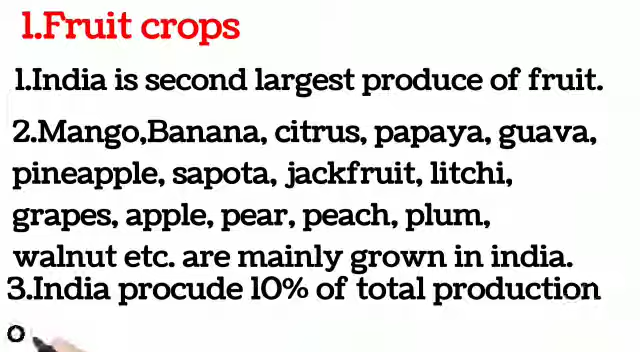 1.Fruit crops
1.India is second largest produce of fruit.
2.Mango,Banana, citrus, papaya, guava,
pineapple, sapota, jackfruit, litchi,
grapes, apple, pear, peach, plum,
walnut etc. are mainly grown in india.
3.India procude 10% of total production
o